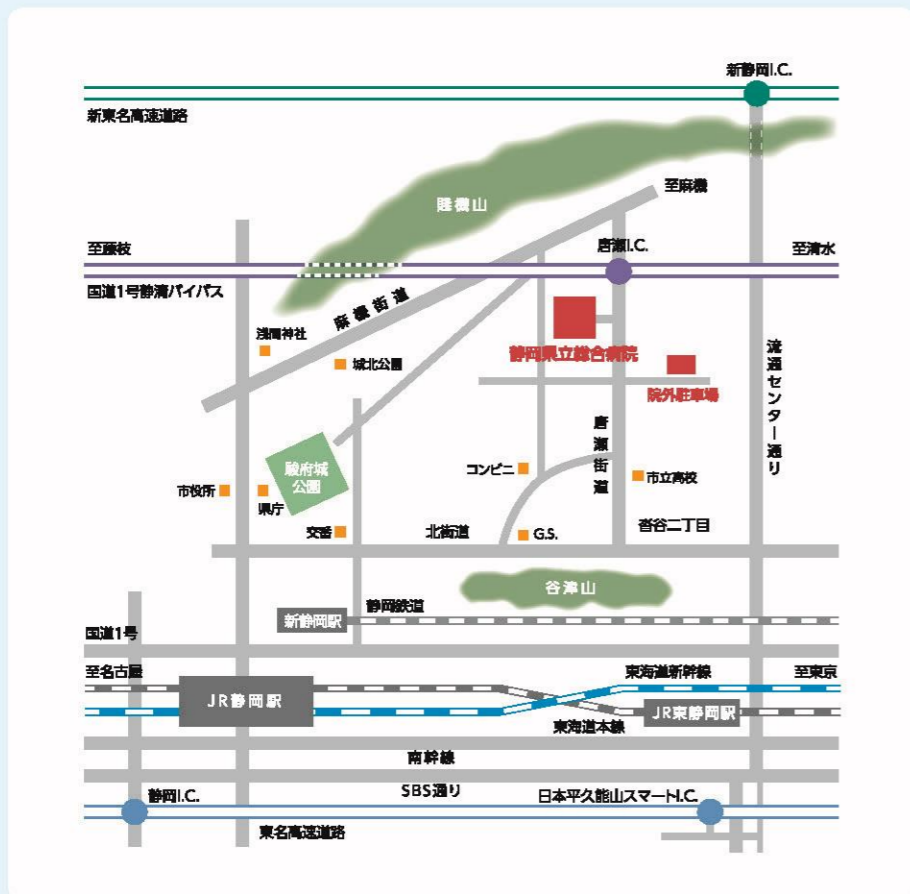 新静岡I.C.
新東名高速道路
賤機山
至麻機
至藤枝
唐瀬I.C.
至清水
国道1号静清バイパス
麻機街道
浅間神社
城北公園
静岡県立総合病院
院外駐車場
流通センター通り
唐瀬街道
駿府城
公園
コンビニ
市立高校
市役所
県庁
交番
北街道
G.S.
沓谷二丁目
谷津山
静岡鉄道
新静岡駅
国道1号
至名古屋
東海道新幹線
至東京
JR静岡駅
JR東静岡駅
東海道本線
南幹線
SBS通り
静岡I.C.
日本平久能山スマートI.C.
東名高速道路